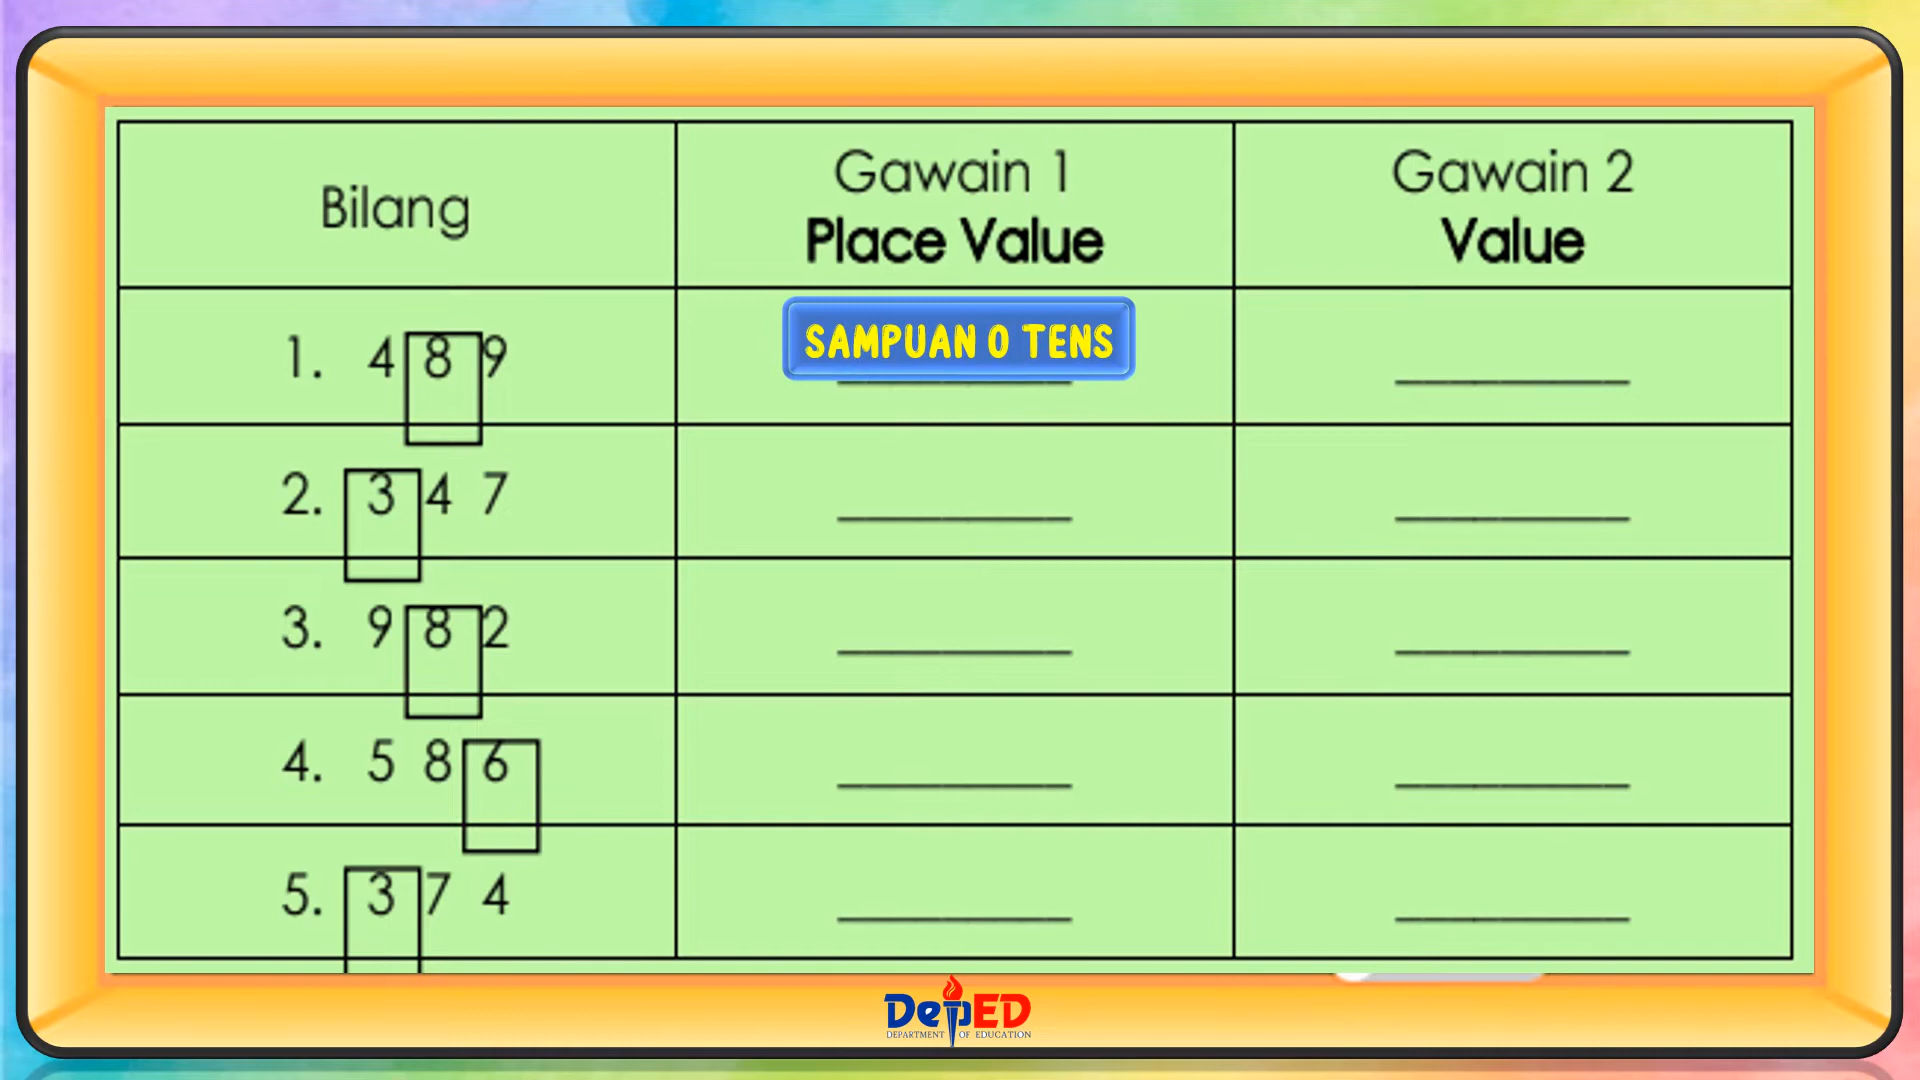 Bilang
Gawain 1
Place Value
Gawain 2
Value
1. 4 8 9
SAMPUAN O TENS
2. 3 4 7
3. 9 8 2
4. 5 8 6
5. 3 7 4
DepED
DEPARTMENT OF EDUCATION